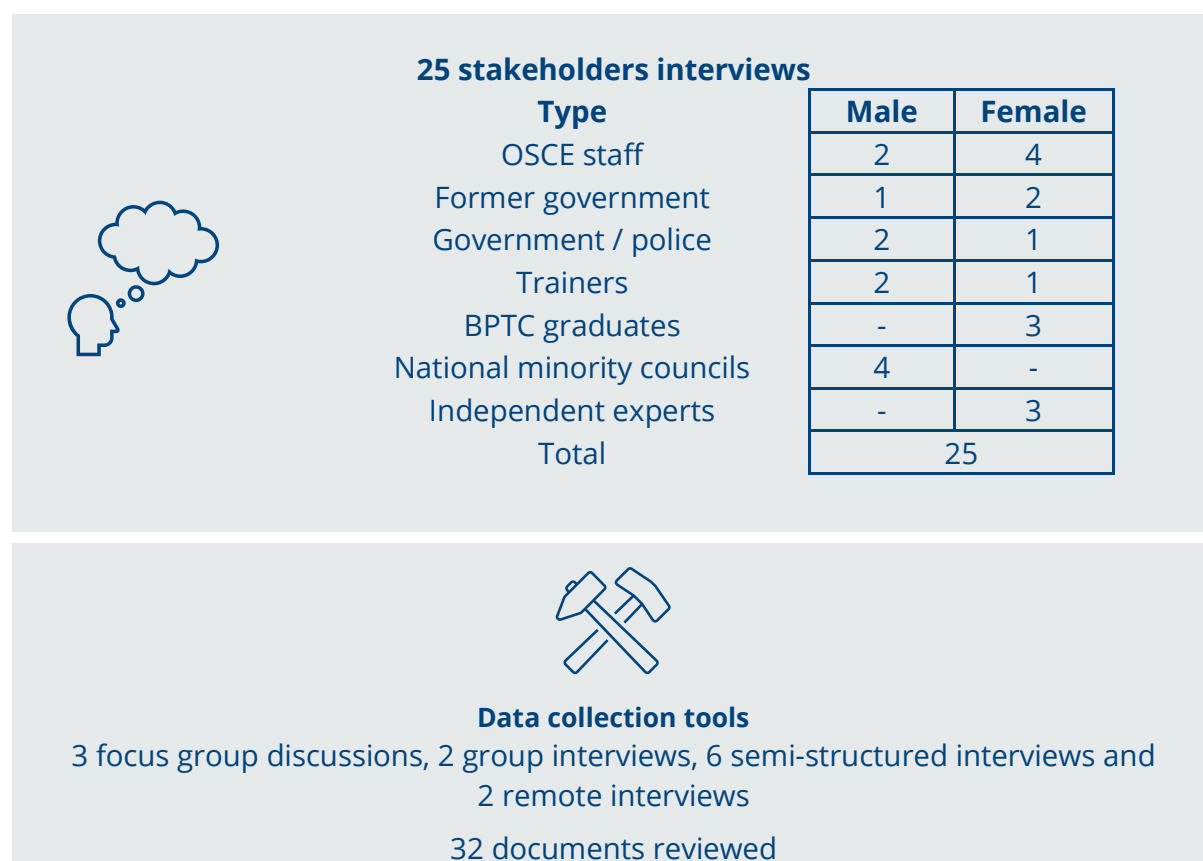 25 stakeholders interviews
Type Male Female
OSCE staff 2 4
Former government 1 2
Government / police 2 1
Trainers 2 1
BPTC graduates - 3
National minority councils 4 -
Independent experts - 3
Total 25
Data collection tools
3 focus group discussions, 2 group interviews, 6 semi-structured interviews and
2 remote interviews
32 documents reviewed